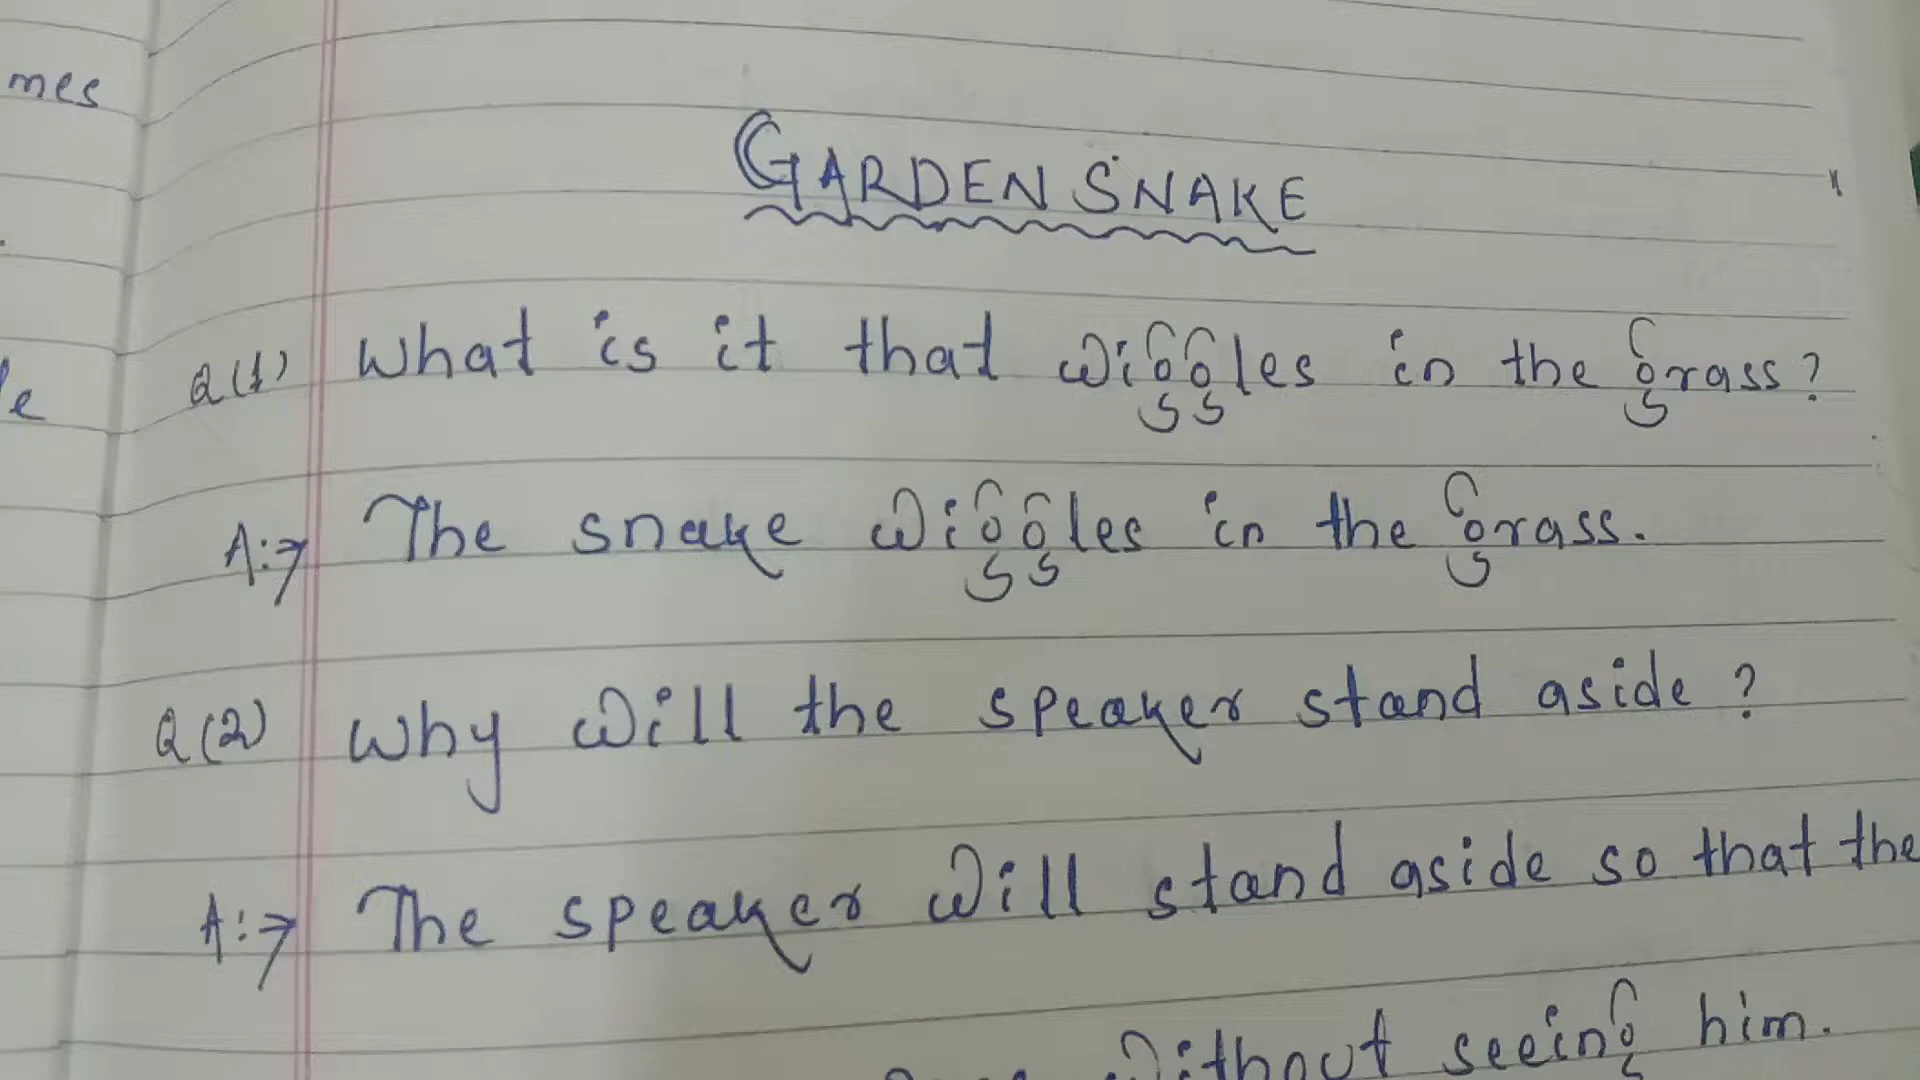 mes
GARDEN SNAKE
Q(1) What is it that wiggles in the grass?
le
A:→ The snake wiggles in the grass.
Q(2) Why will the speaker stand aside?
A:→ The speaker will stand aside so that the
without seeing him.